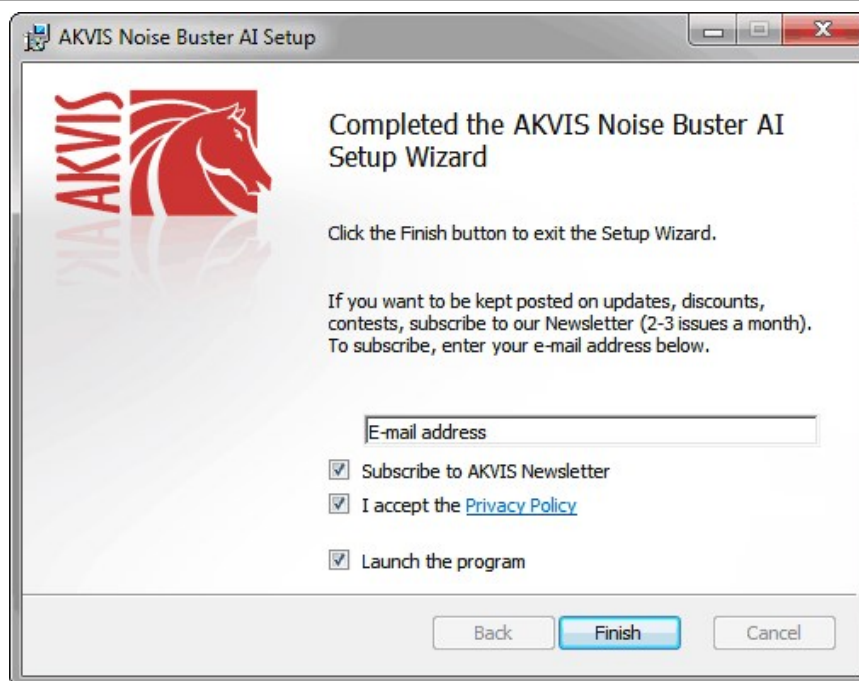 AKVIS Noise Buster AI Setup
AKVIS
Completed the AKVIS Noise Buster AI
Setup Wizard
Click the Finish button to exit the Setup Wizard.
If you want to be kept posted on updates, discounts,
contests, subscribe to our Newsletter (2-3 issues a month).
To subscribe, enter your e-mail address below.
E-mail address
Subscribe to AKVIS Newsletter
I accept the Privacy Policy
Launch the program
Back Finish Cancel